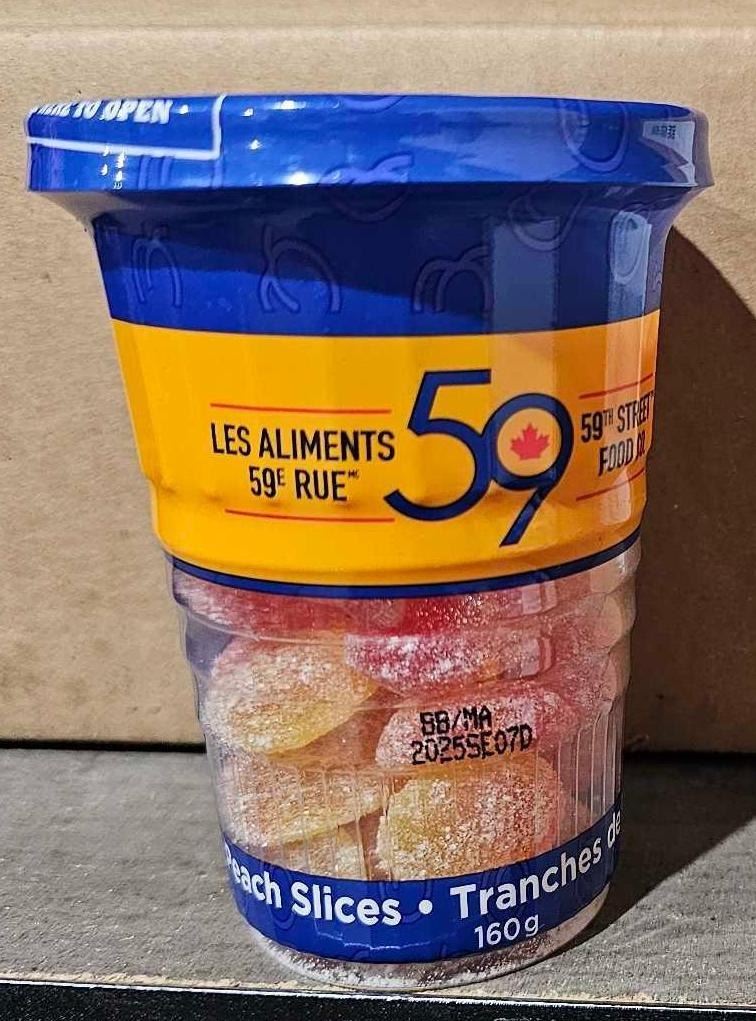 TO OPEN
LES ALIMENTS
59E RUE MC
59
59TH STREET
FOOD CO.
BB/MA
2025SE07D
Peach Slices • Tranches de
160g